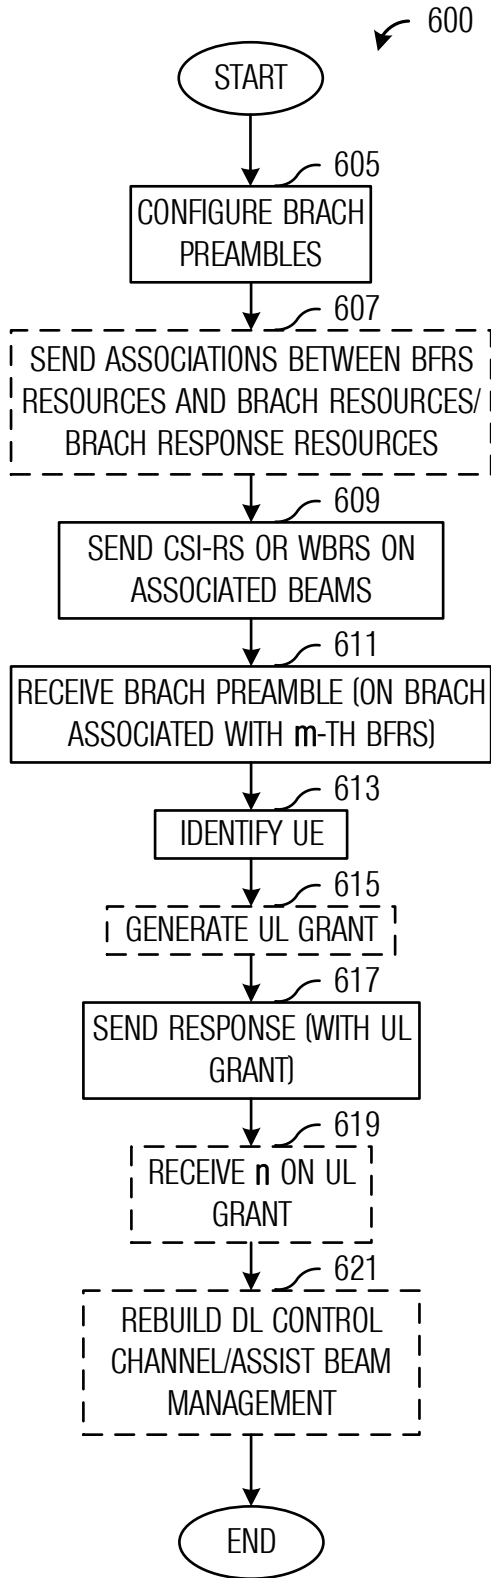 600
START
605
CONFIGURE BRACH
PREAMBLES
607
SEND ASSOCIATIONS BETWEEN BFRS
RESOURCES AND BRACH RESOURCES/
BRACH RESPONSE RESOURCES
609
SEND CSI-RS OR WBRS ON
ASSOCIATED BEAMS
611
RECEIVE BRACH PREAMBLE (ON BRACH
ASSOCIATED WITH m-TH BFRS)
613
IDENTIFY UE
615
GENERATE UL GRANT
617
SEND RESPONSE (WITH UL
GRANT)
619
RECEIVE n ON UL
GRANT
621
REBUILD DL CONTROL
CHANNEL/ASSIST BEAM
MANAGEMENT
END